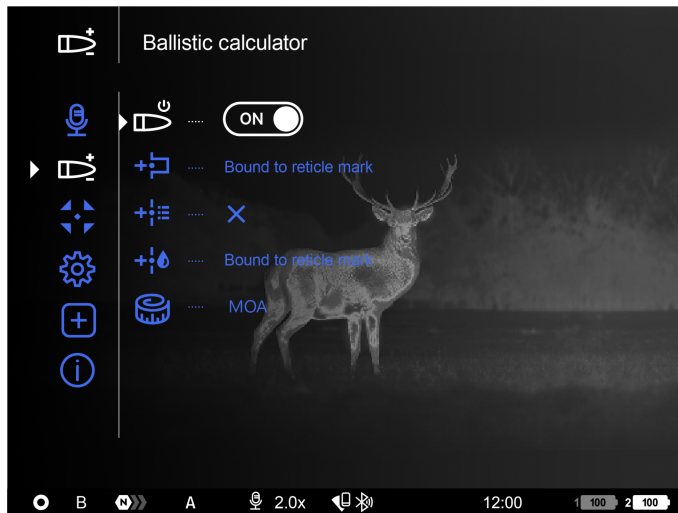 Ballistic calculator
ON
Bound to reticle mark
Bound to reticle mark
MOA
B N A 2.0x 12:00 1 100 2 100